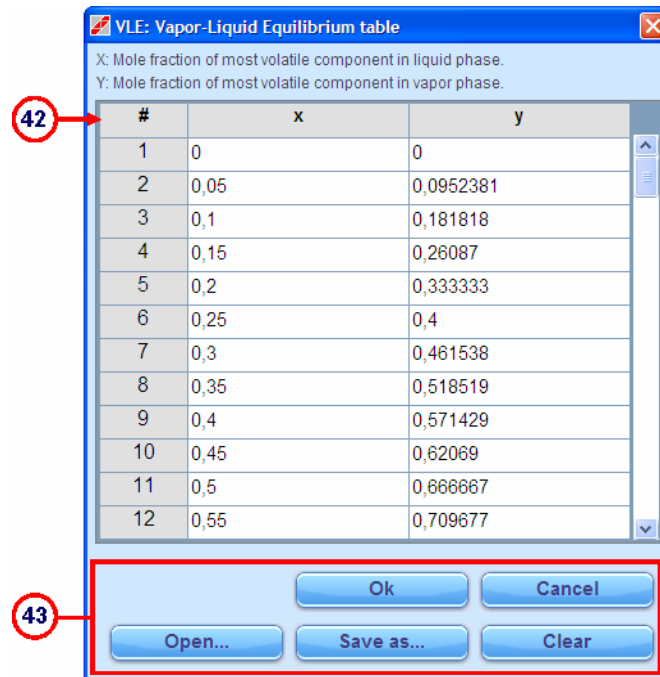 VLE: Vapor-Liquid Equilibrium table
X: Mole fraction of most volatile component in liquid phase.
Y: Mole fraction of most volatile component in vapor phase.
42
# x y
1 0 0
2 0,05 0,0952381
3 0,1 0,181818
4 0,15 0,26087
5 0,2 0,333333
6 0,25 0,4
7 0,3 0,461538
8 0,35 0,518519
9 0,4 0,571429
10 0,45 0,62069
11 0,5 0,666667
12 0,55 0,709677
43
Ok Cancel
Open... Save as... Clear